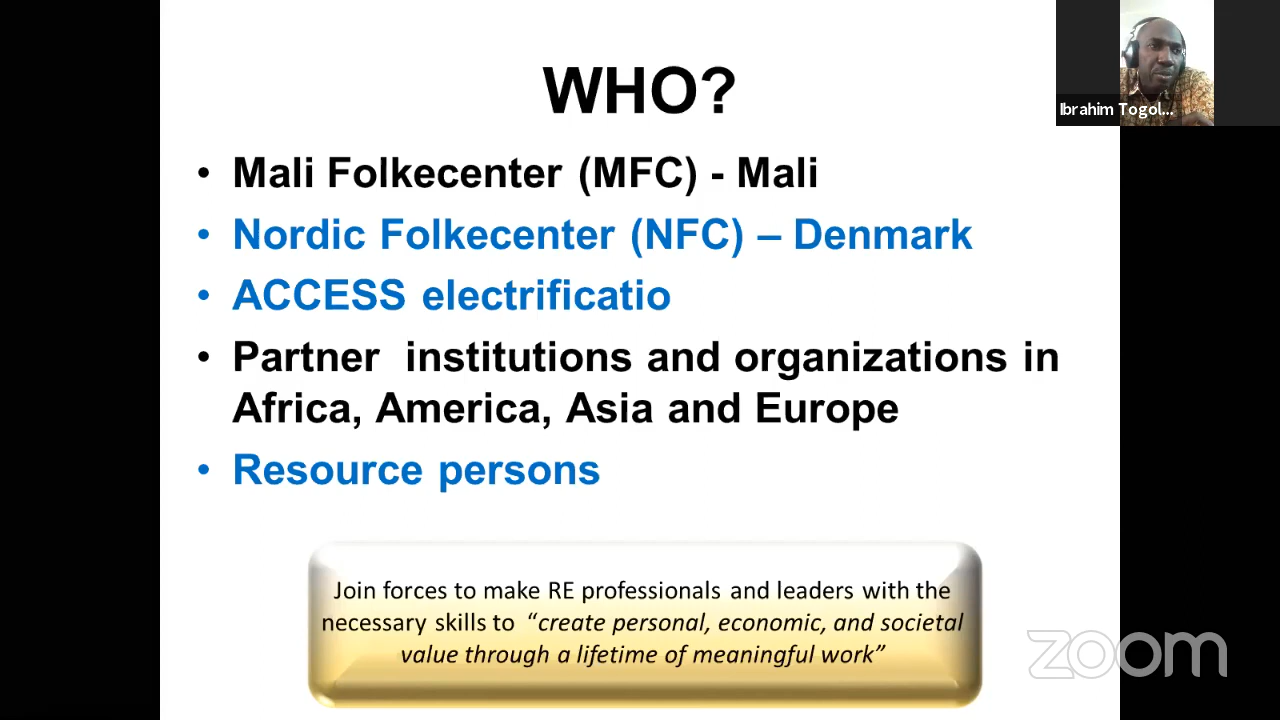 WHO?
• Mali Folkecenter (MFC) - Mali
• Nordic Folkecenter (NFC) – Denmark
• ACCESS electrificatio
• Partner institutions and organizations in
Africa, America, Asia and Europe
• Resource persons
Join forces to make RE professionals and leaders with the
necessary skills to “create personal, economic, and societal
value through a lifetime of meaningful work”
Ibrahim Togol...
zoom